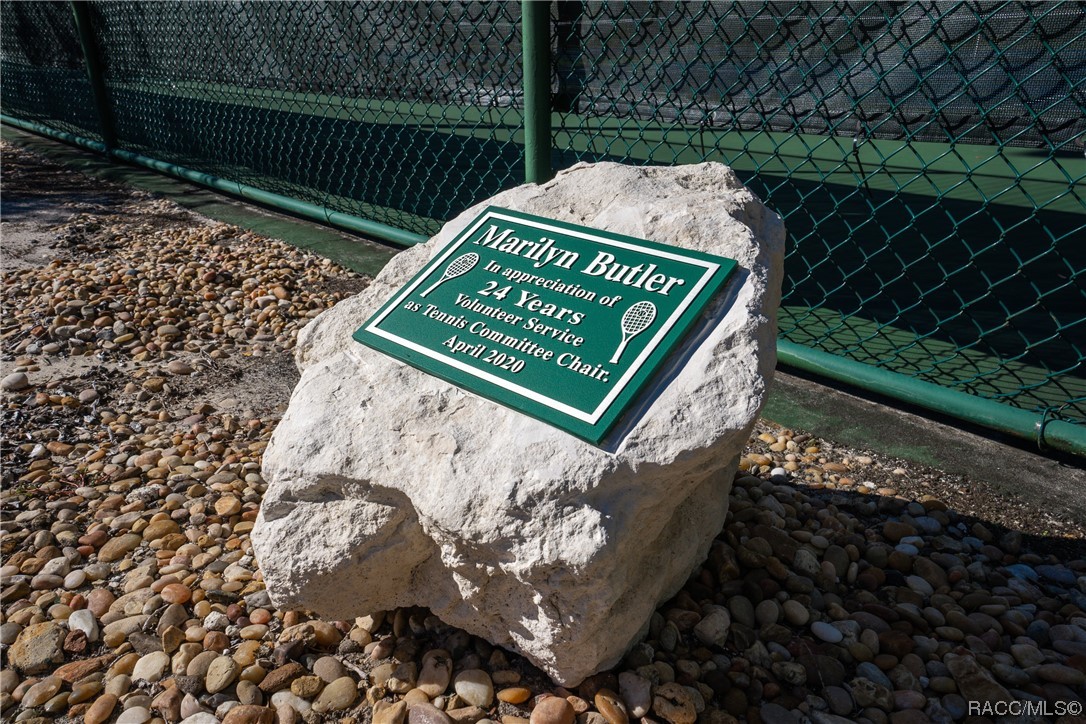 Marilyn Butler
In appreciation of
24 Years
Volunteer Service
as Tennis Committee Chair.
April 2020
RACC/MLS©